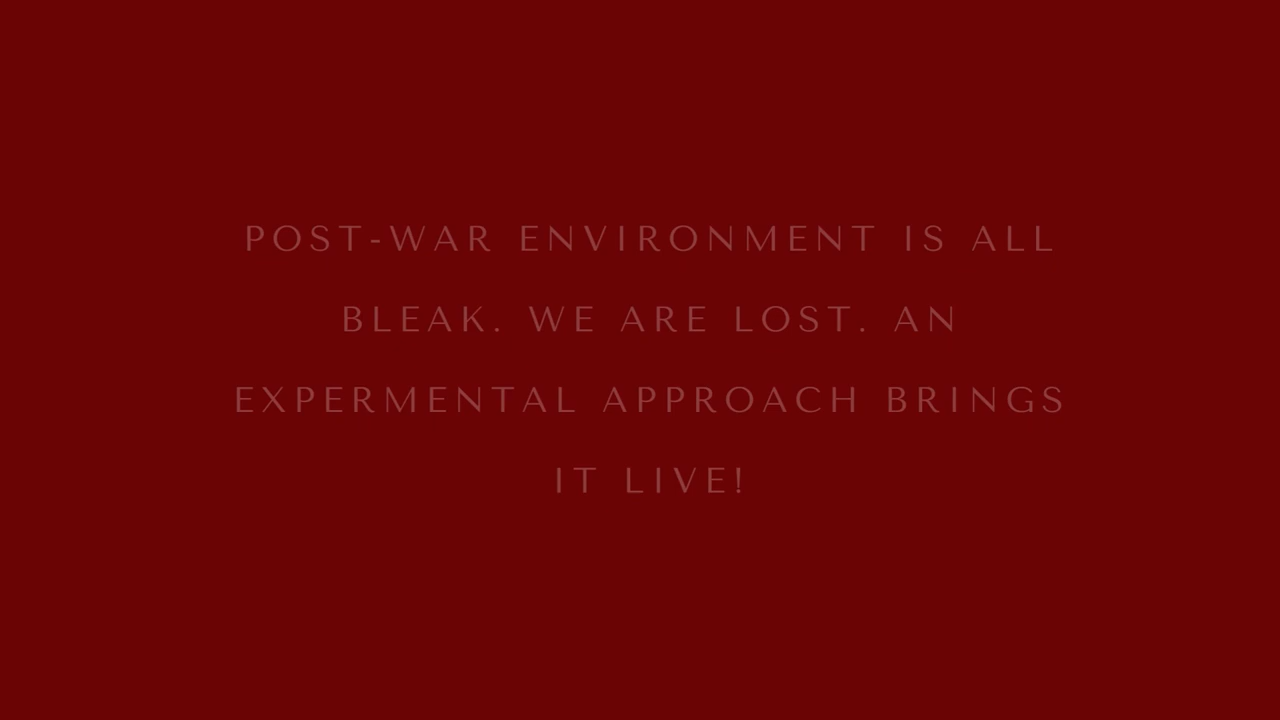 POST-WAR ENVIRONMENT IS ALL
BLEAK. WE ARE LOST. AN
EXPERMENTAL APPROACH BRINGS
IT LIVE!